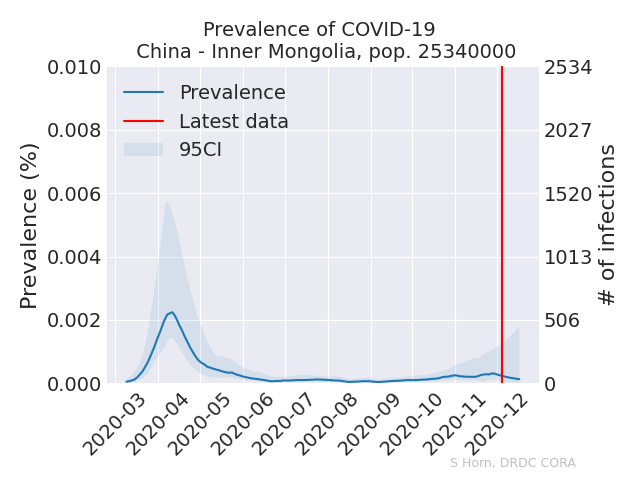 Prevalence of COVID-19
China - Inner Mongolia, pop. 25340000
Prevalence (%)
0.010
0.008
0.006
0.004
0.002
0.000
Prevalence
Latest data
95CI
2534
2027
1520
1013
506
0
# of infections
2020-03
2020-04
2020-05
2020-06
2020-07
2020-08
2020-09
2020-10
2020-11
2020-12
S Horn, DRDC CORA